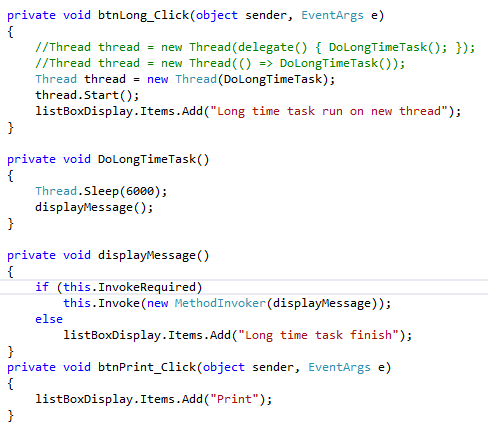 private void btnLong_Click(object sender, EventArgs e)
{
    //Thread thread = new Thread(delegate() { DoLongTimeTask(); });
    //Thread thread = new Thread(() => DoLongTimeTask());
    Thread thread = new Thread(DoLongTimeTask);
    thread.Start();
    listBoxDisplay.Items.Add("Long time task run on new thread");
}

private void DoLongTimeTask()
{
    Thread.Sleep(6000);
    displayMessage();
}

private void displayMessage()
{
    if (this.InvokeRequired)
        this.Invoke(new MethodInvoker(displayMessage));
    else
        listBoxDisplay.Items.Add("Long time task finish");
}
private void btnPrint_Click(object sender, EventArgs e)
{
    listBoxDisplay.Items.Add("Print");
}